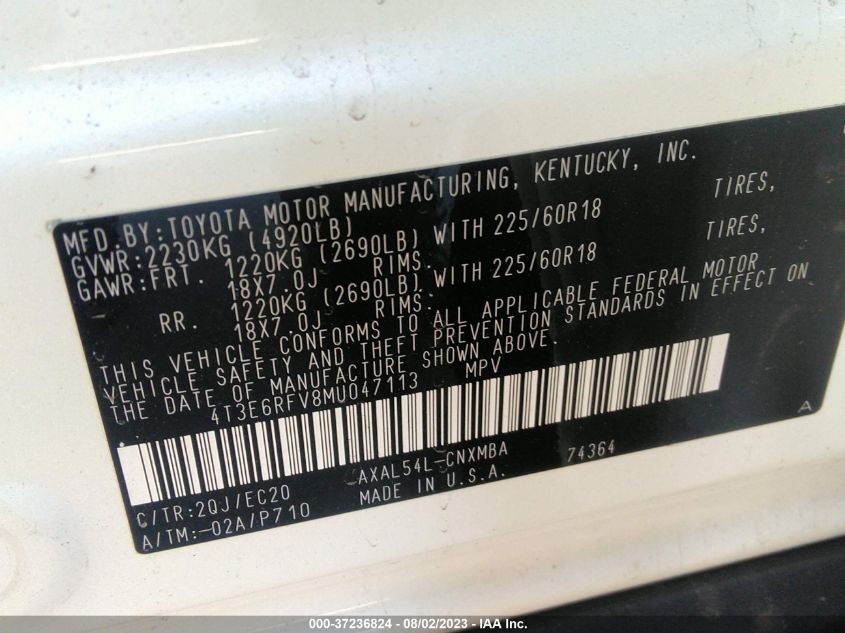 MFD.BY:TOYOTA MOTOR MANUFACTURING, KENTUCKY, INC.
GVWR:2230KG (4920LB)
GAWR:FRT. 1220KG (2690LB) WITH 225/60R18 TIRES,
18X7.0J RIMS.
RR. 1220KG (2690LB) WITH 225/60R18 TIRES,
18X7.0J RIMS.
THIS VEHICLE CONFORMS TO ALL APPLICABLE FEDERAL MOTOR
VEHICLE SAFETY AND THEFT PREVENTION STANDARDS IN EFFECT ON
THE DATE OF MANUFACTURE SHOWN ABOVE.
4T3E6RFV8MU047113 MPV
A
AXAL54L-CNXMBA 74364
C/TR:2QJ/EC20 MADE IN U.S.A.
A/TM:-02A/P710
000-37236824 - 08/02/2023 - IAA Inc.